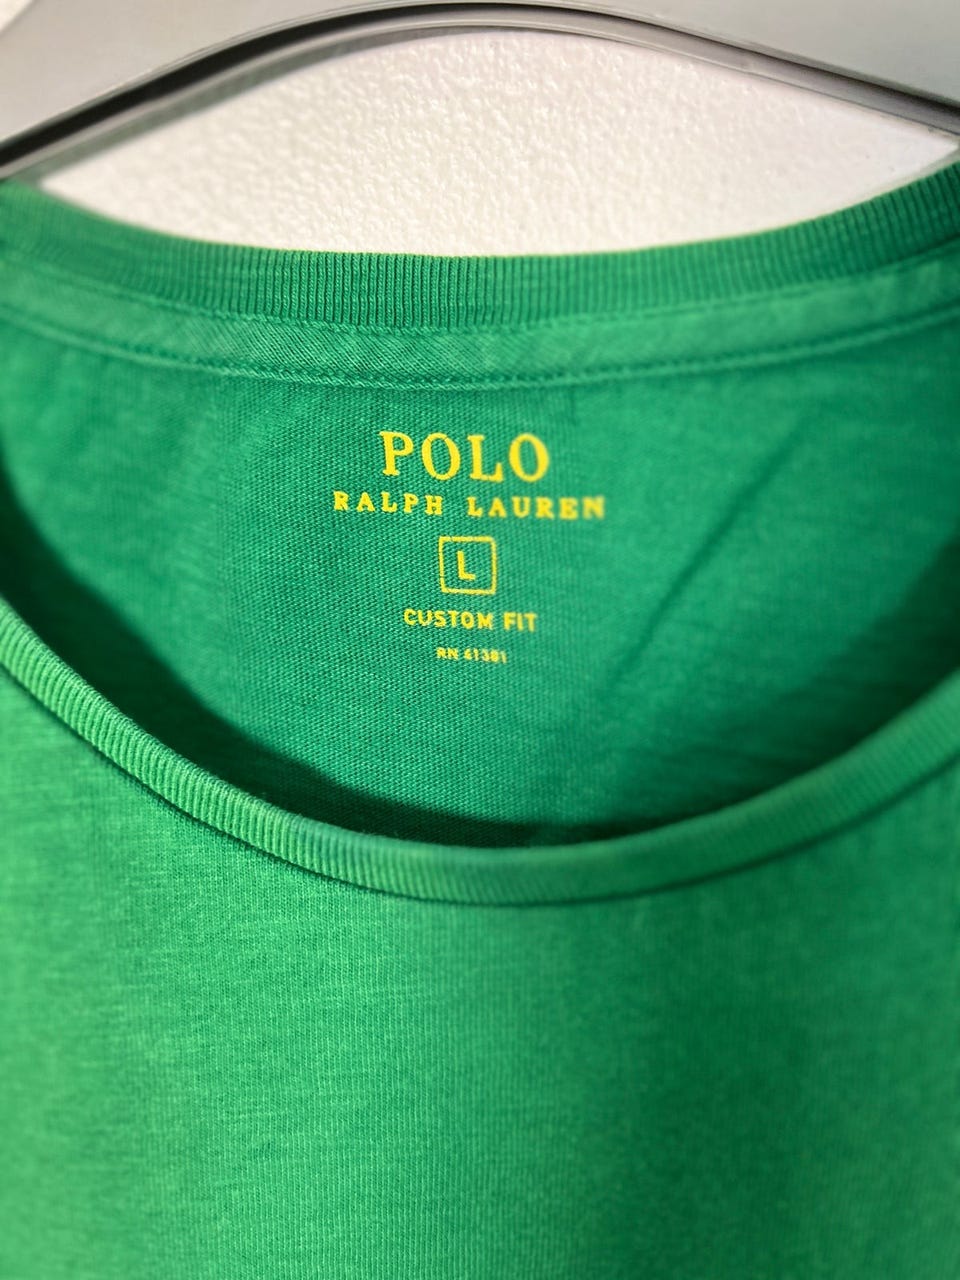 POLO
RALPH LAUREN
L
CUSTOM FIT
RN 41381